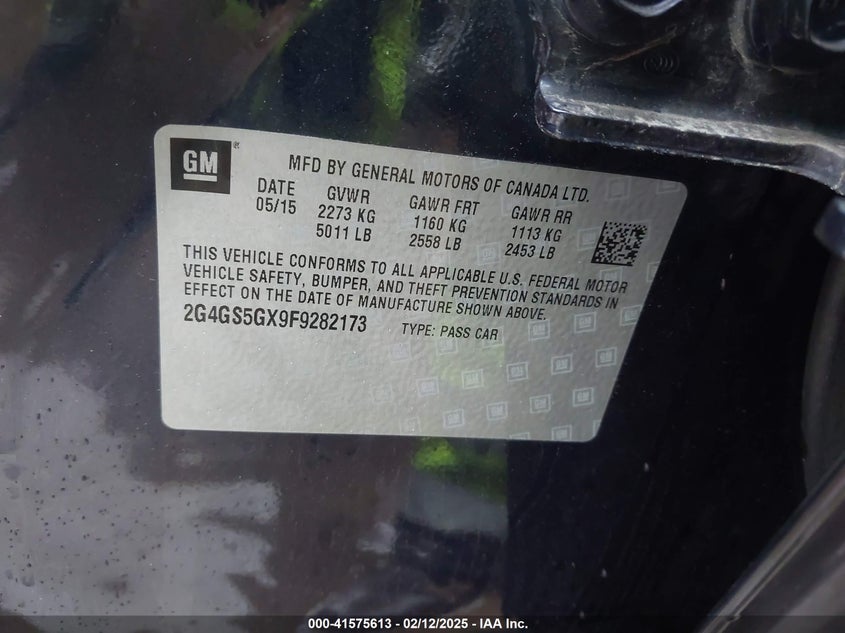 GM®
MFD BY GENERAL MOTORS OF CANADA LTD.
DATE GVWR GAWR FRT GAWR RR
05/15 2273 KG 1160 KG 1113 KG
5011 LB 2558 LB 2453 LB
THIS VEHICLE CONFORMS TO ALL APPLICABLE U.S. FEDERAL MOTOR
VEHICLE SAFETY, BUMPER, AND THEFT PREVENTION STANDARDS IN
EFFECT ON THE DATE OF MANUFACTURE SHOWN ABOVE.
2G4GS5GX9F9282173 TYPE: PASS CAR
000-41575613 - 02/12/2025 - IAA Inc.